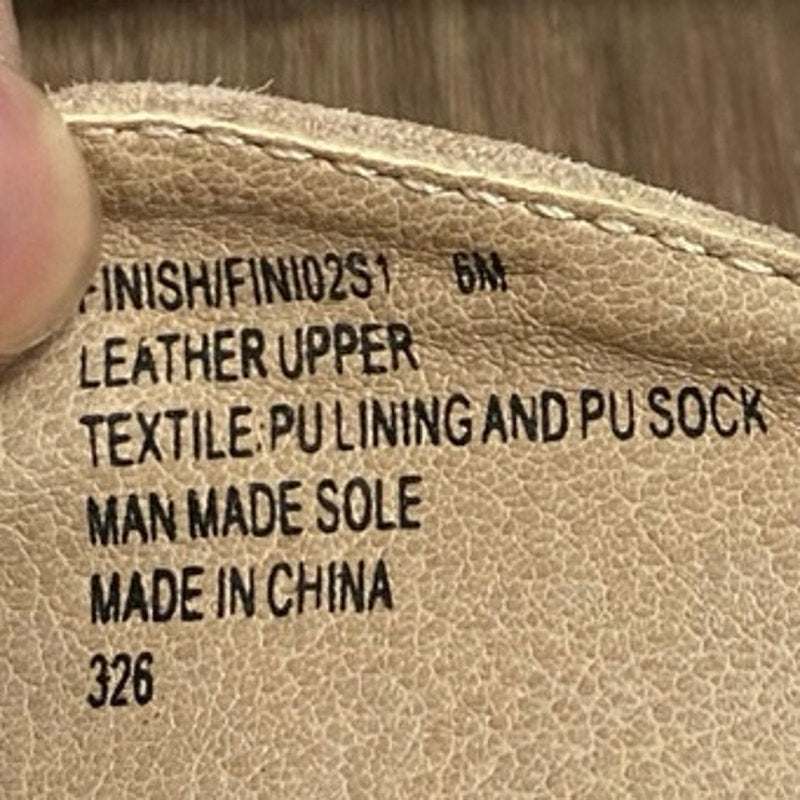 FINISH/FINI02S1 6M
LEATHER UPPER
TEXTILE:PU LINING AND PU SOCK
MAN MADE SOLE
MADE IN CHINA
326